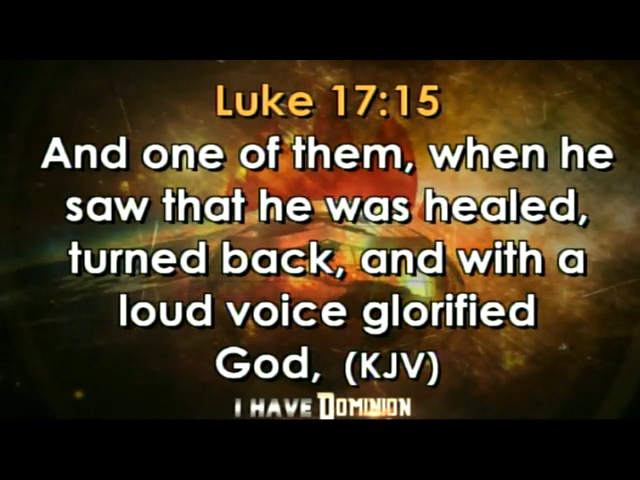 Luke 17:15
And one of them, when he
saw that he was healed,
turned back, and with a
loud voice glorified
God, (KJV)
I HAVE DOMINION